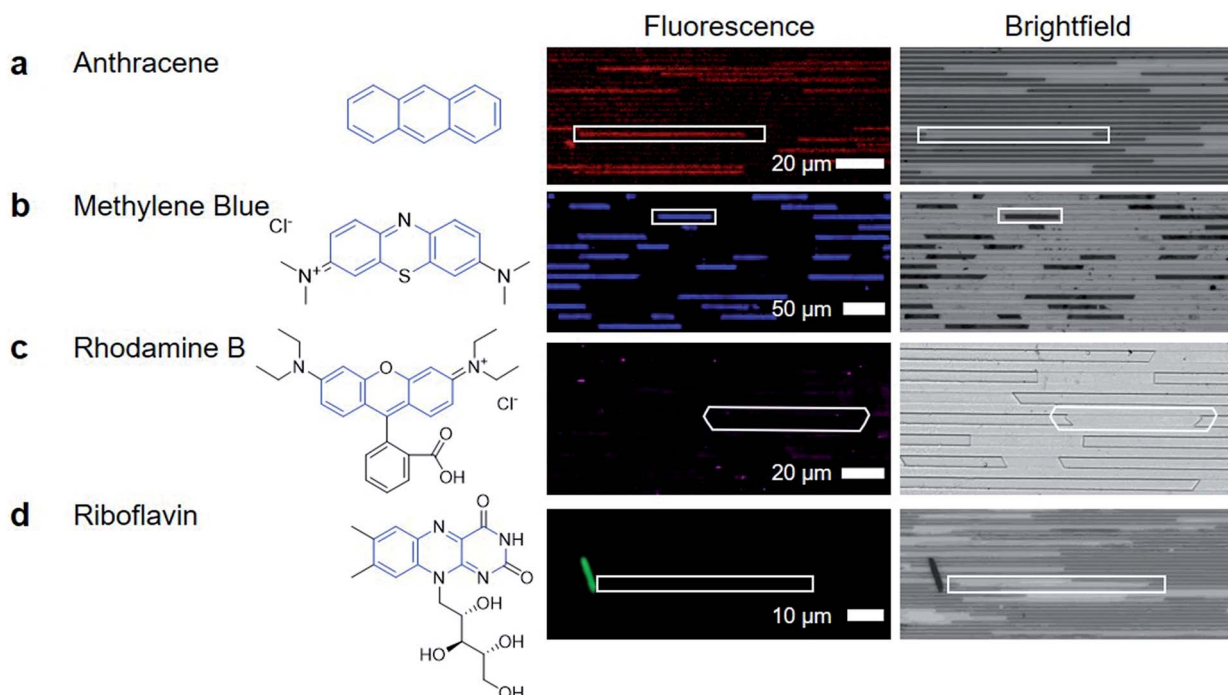 Fluorescence Brightfield
a Anthracene
20 µm
b Methylene Blue
Cl-
N
N+
S
N
50 µm
c Rhodamine B
N
O
N+
Cl-
O
OH
20 µm
d Riboflavin
O
N
NH
N
N
O
OH
HO
OH
OH
10 µm